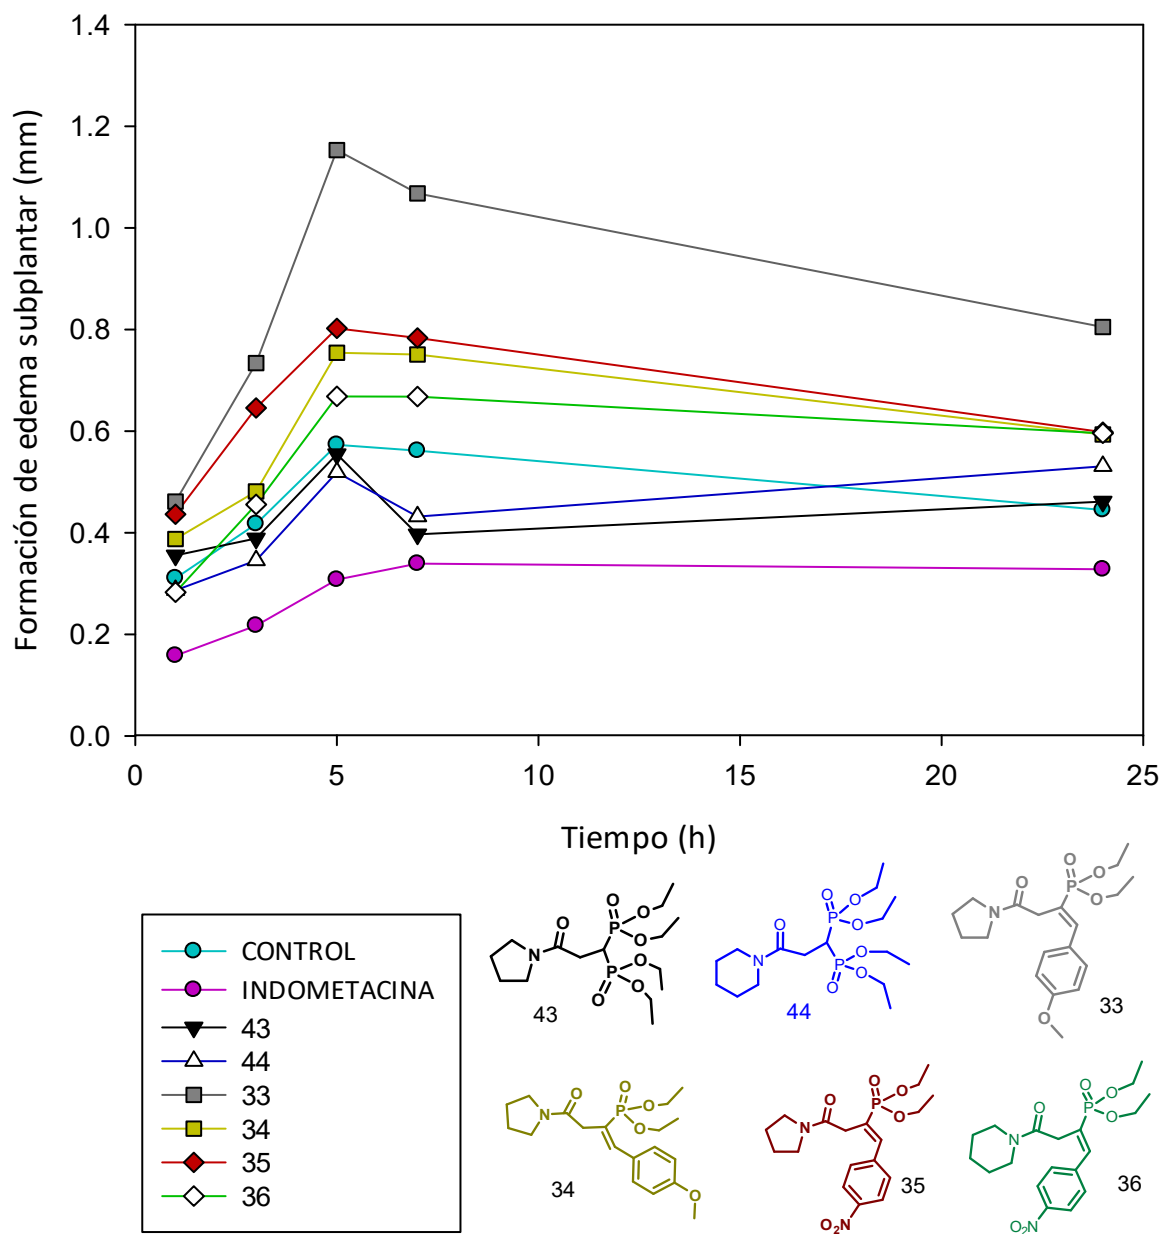 Formación de edema subplantar (mm)
1.4
1.2
1.0
0.8
0.6
0.4
0.2
0.0
0 5 10 15 20 25
Tiempo (h)
CONTROL
INDOMETACINA
43
44
33
34
35
36
N O P O O O P O O O
43
N O P O O O P O O O
44
N O P O O O O
33
N O P O O O O
34
N O P O O O NO₂
35
N O P O O O NO₂
36